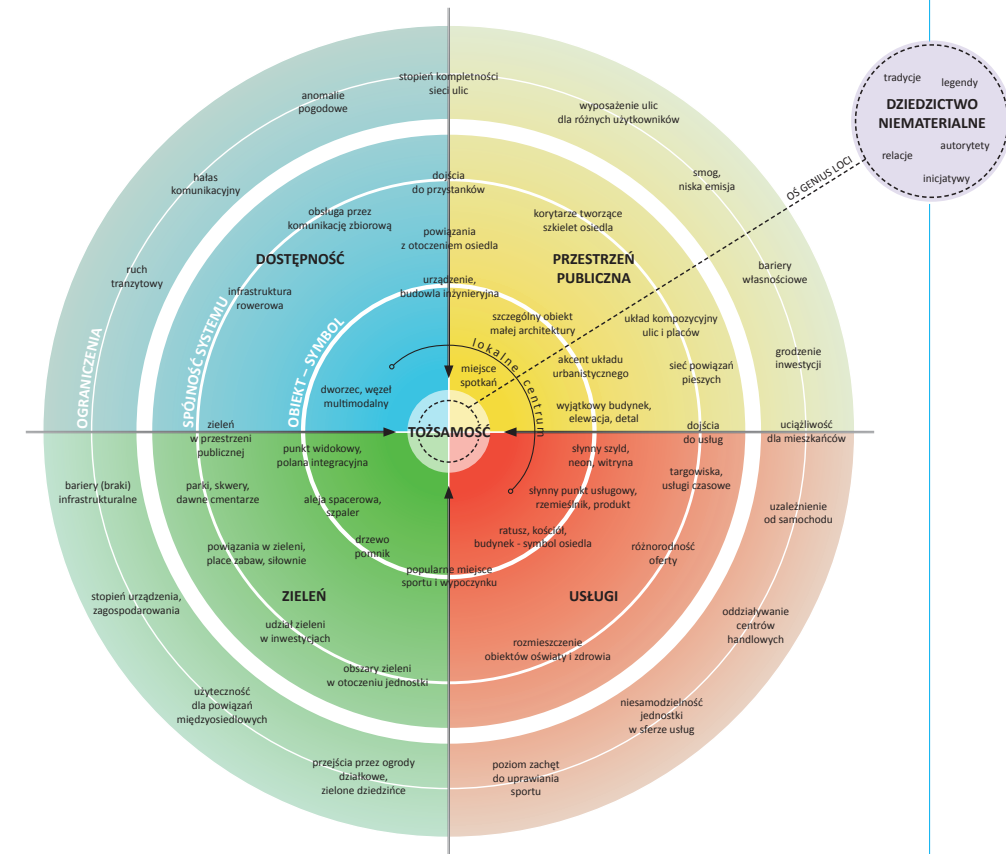 stopień kompletności
sieci ulic
anomalie
pogodowe
wyposażenie ulic
dla różnych użytkowników
tradycje
legendy
DZIEDZICTWO
NIEMATERIALNE
autorytety
relacje
inicjatywy
OŚ GENIUS LOCI
hałas
komunikacyjny
dojścia
do przystanków
smog,
niska emisja
obsługa przez
komunikację zbiorową
korytarze tworzące
szkielet osiedla
powiązania
z otoczeniem osiedla
DOSTĘPNOŚĆ
PRZESTRZEŃ
PUBLICZNA
ruch
tranzytowy
infrastruktura
rowerowa
urządzenie,
budowla inżynieryjna
bariery
własnościowe
szczególny obiekt
małej architektury
układ kompozycyjny
ulic i placów
OGRANICZENIA
SPÓJNOŚĆ SYSTEMU
OBIEKT – SYMBOL
lokalne centrum
miejsce
spotkań
akcent układu
urbanistycznego
sieć powiązań
pieszych
grodzenie
inwestycji
dworzec, węzeł
multimodalny
wyjątkowy budynek,
elewacja, detal
TOŻSAMOŚĆ
zieleń
w przestrzeni
publicznej
dojścia
do usług
uciążliwość
dla mieszkańców
punkt widokowy,
polana integracyjna
słynny szyld,
neon, witryna
bariery (braki)
infrastrukturalne
parki, skwery,
dawne cmentarze
targowiska,
usługi czasowe
aleja spacerowa,
szpaler
słynny punkt usługowy,
rzemieślnik, produkt
uzależnienie
od samochodu
drzewo
pomnik
ratusz, kościół,
budynek - symbol osiedla
powiązania w zieleni,
place zabaw, siłownie
różnorodność
oferty
popularne miejsce
sportu i wypoczynku
ZIELEŃ
USŁUGI
stopień urządzenia,
zagospodarowania
oddziaływanie
centrów
handlowych
udział zieleni
w inwestycjach
rozmieszczenie
obiektów oświaty i zdrowia
obszary zieleni
w otoczeniu jednostki
użyteczność
dla powiązań
międzyosiedlowych
niesamodzielność
jednostki
w sferze usług
przejścia przez ogrody
działkowe,
zielone dziedzińce
poziom zachęt
do uprawiania
sportu